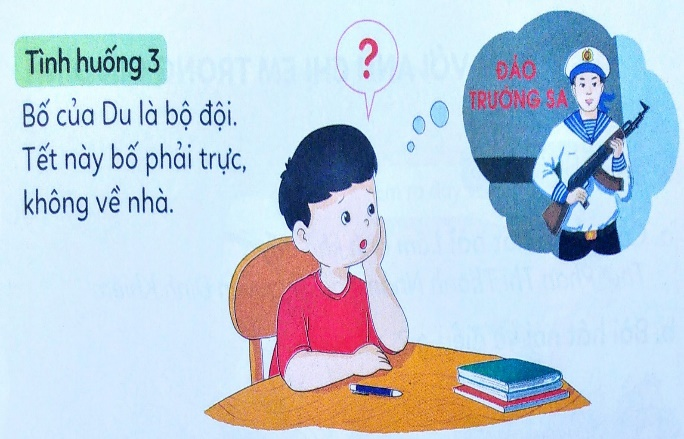 Tình huống 3
Bố của Du là bộ đội.
Tết này bố phải trực,
không về nhà.
?
ĐẢO
TRƯỜNG SA